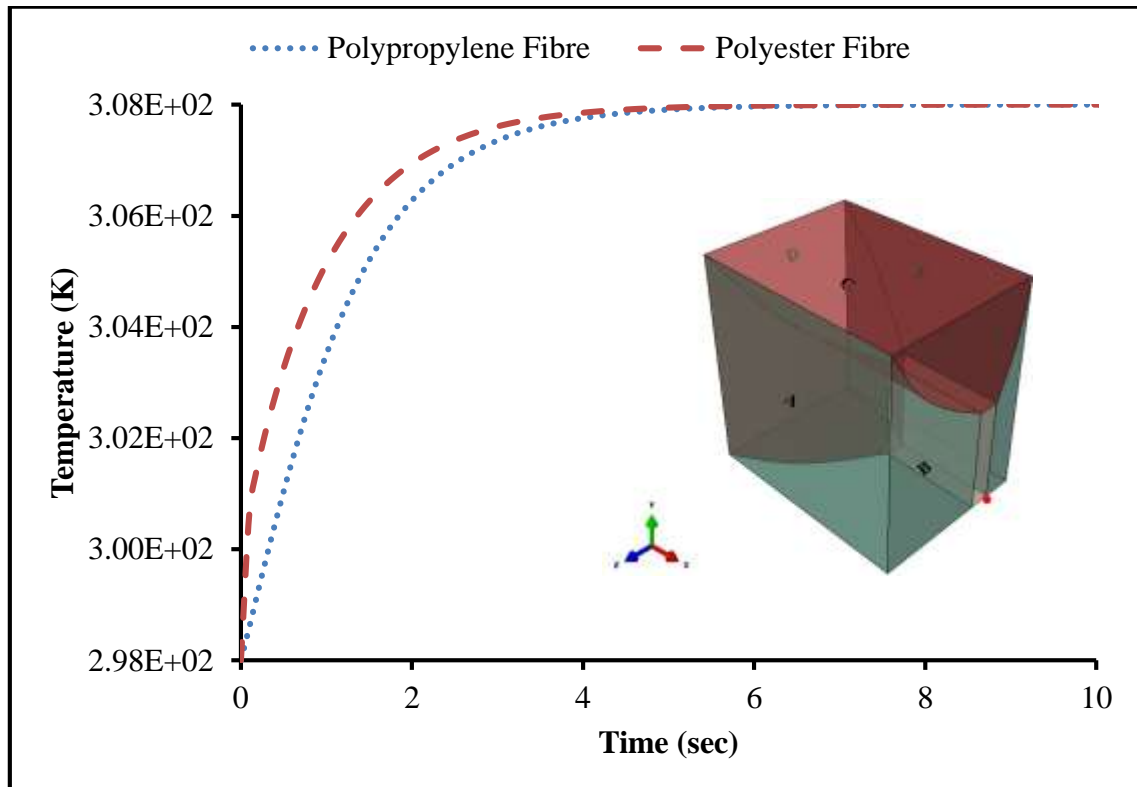 Polypropylene Fibre Polyester Fibre
3.08E+02
3.06E+02
3.04E+02
3.02E+02
3.00E+02
2.98E+02
Temperature (K)
0 2 4 6 8 10
Time (sec)
C
B
Y